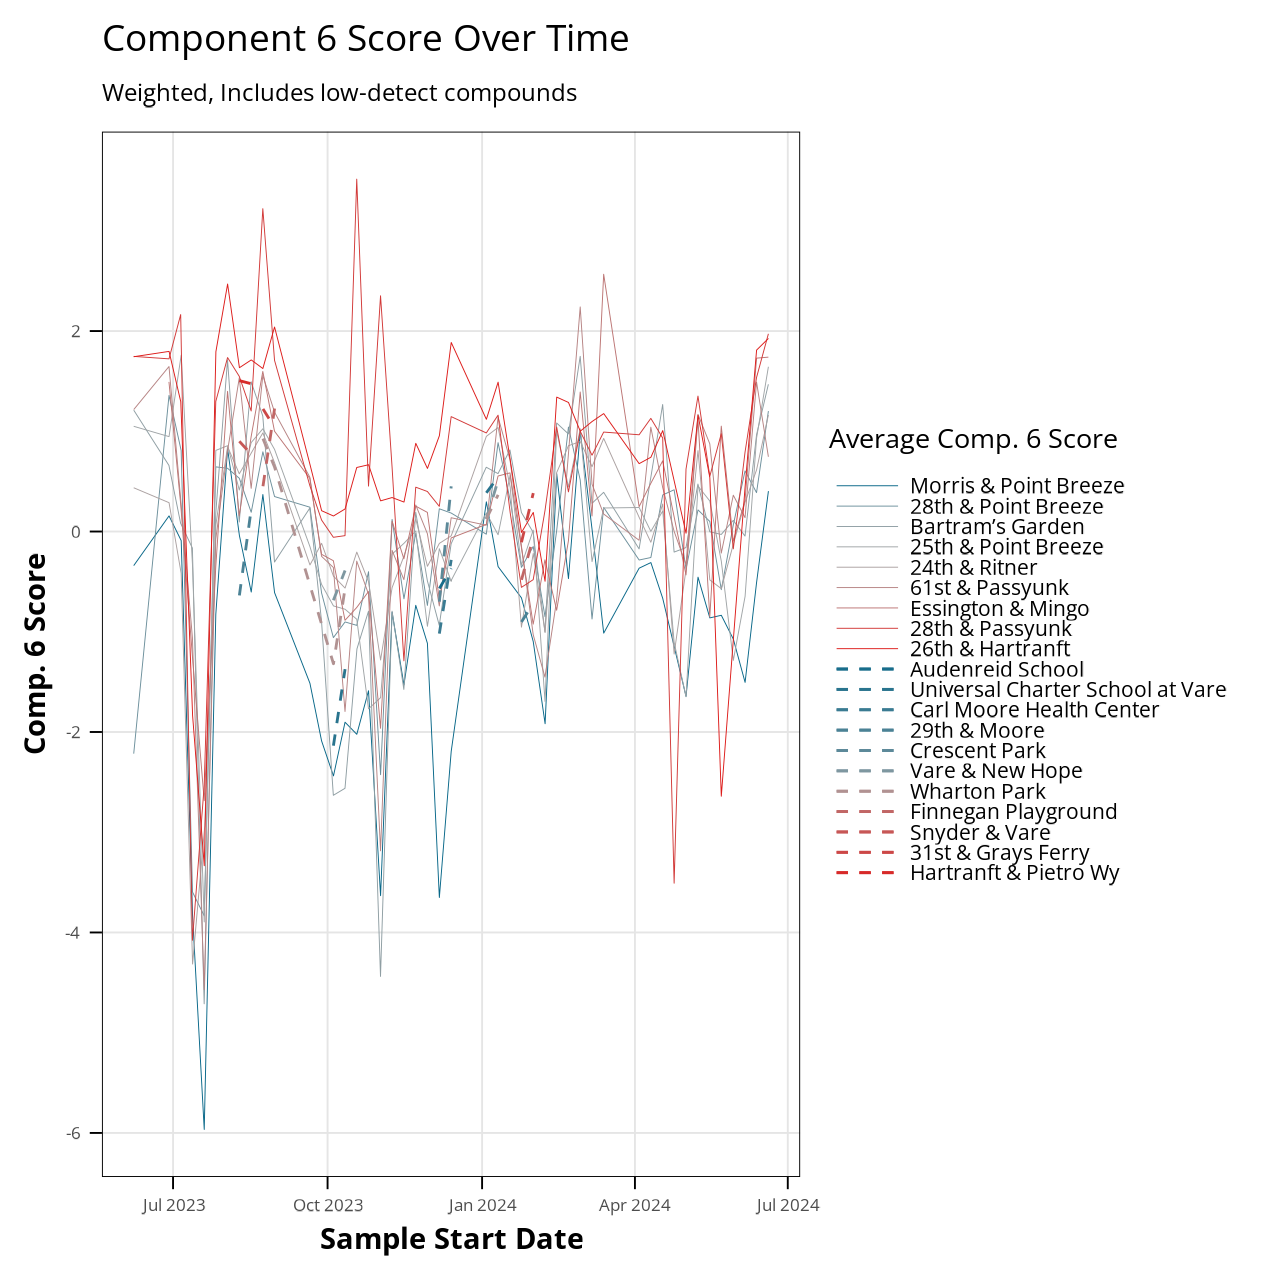 Component 6 Score Over Time
Weighted, Includes low-detect compounds
Comp. 6 Score
2
0
-2
-4
-6
Jul 2023
Oct 2023
Jan 2024
Apr 2024
Jul 2024
Sample Start Date
Average Comp. 6 Score
Morris & Point Breeze
28th & Point Breeze
Bartram’s Garden
25th & Point Breeze
24th & Ritner
61st & Passyunk
Essington & Mingo
28th & Passyunk
26th & Hartranft
Audenreid School
Universal Charter School at Vare
Carl Moore Health Center
29th & Moore
Crescent Park
Vare & New Hope
Wharton Park
Finnegan Playground
Snyder & Vare
31st & Grays Ferry
Hartranft & Pietro Wy